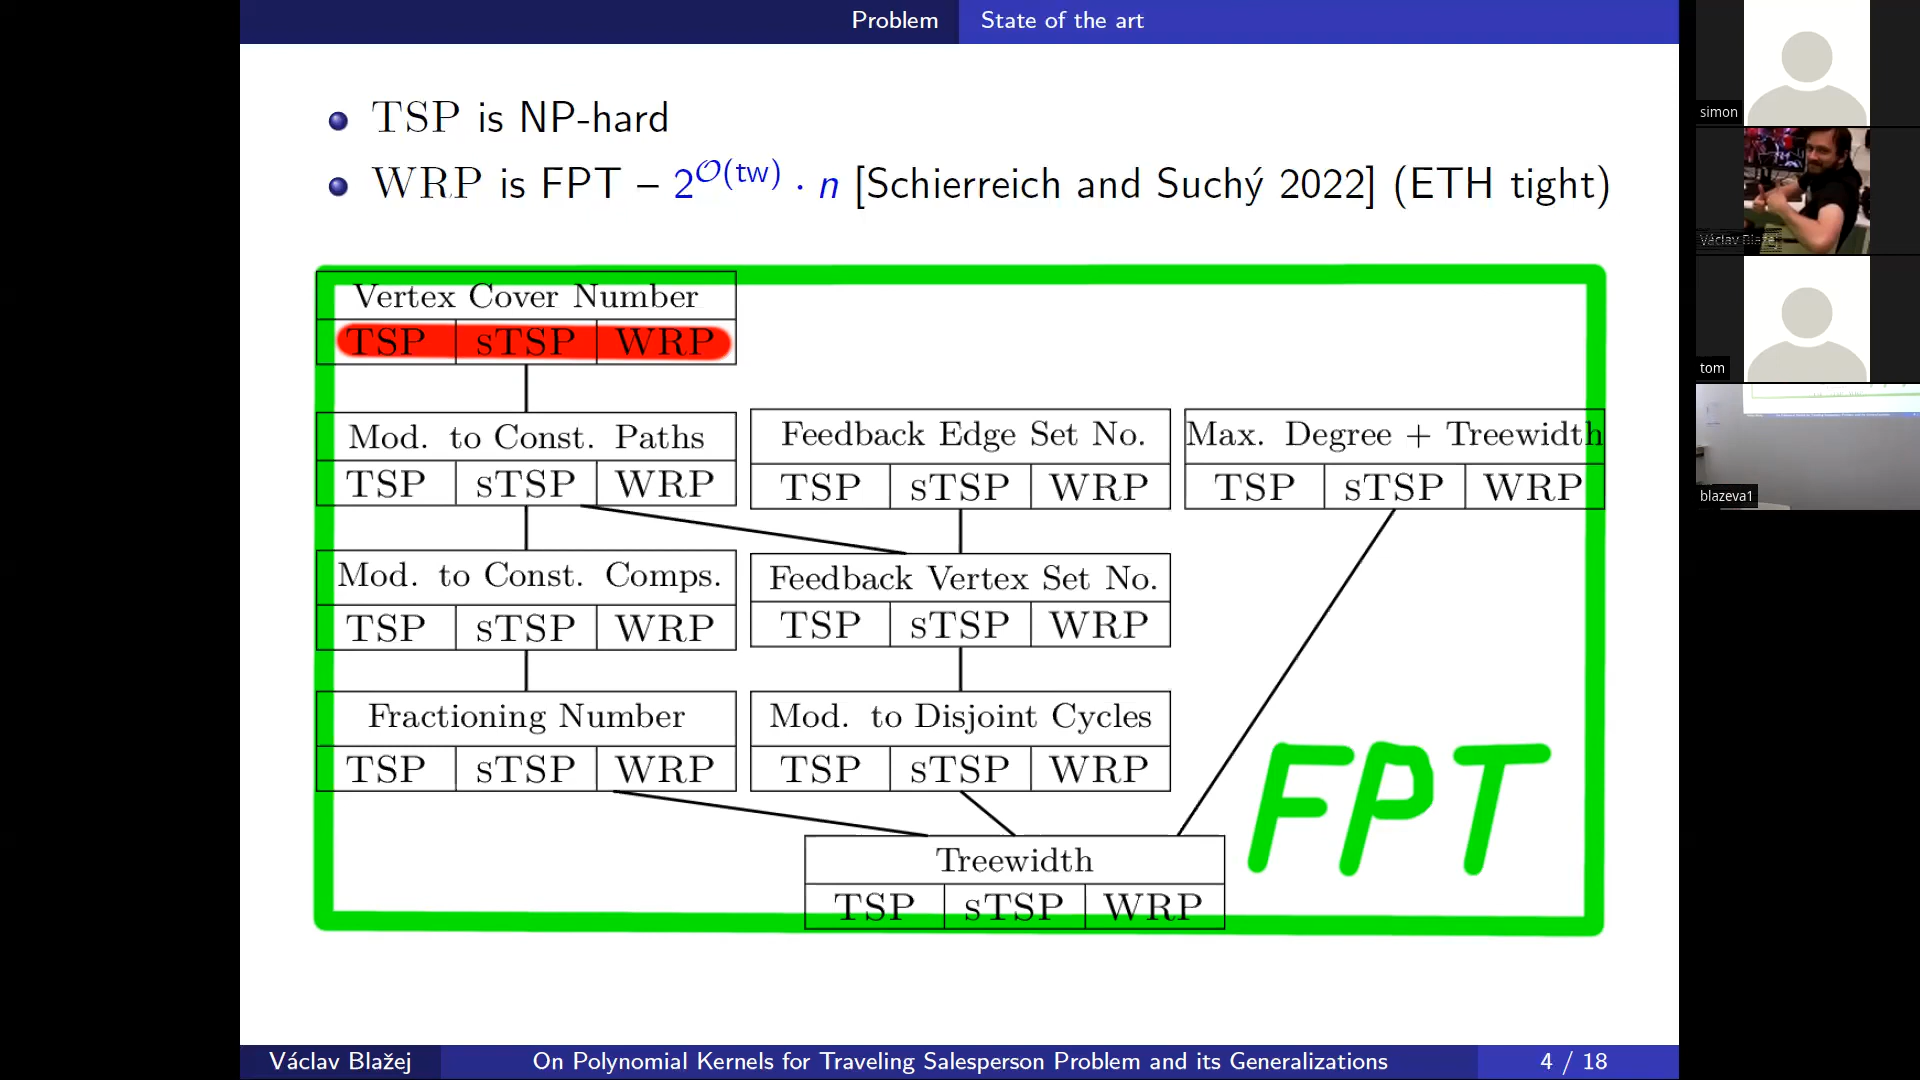 Problem State of the art
TSP is NP-hard
WRP is FPT – 2^O(tw) · n [Schierreich and Suchý 2022] (ETH tight)
Vertex Cover Number
TSP sTSP WRP
Mod. to Const. Paths
TSP sTSP WRP
Feedback Edge Set No.
TSP sTSP WRP
Max. Degree + Treewidth
TSP sTSP WRP
Mod. to Const. Comps.
TSP sTSP WRP
Feedback Vertex Set No.
TSP sTSP WRP
Fractioning Number
TSP sTSP WRP
Mod. to Disjoint Cycles
TSP sTSP WRP
FPT
Treewidth
TSP sTSP WRP
Václav Blažej On Polynomial Kernels for Traveling Salesperson Problem and its Generalizations 4 / 18
simon
Václav Blažej
tom
blazeva1